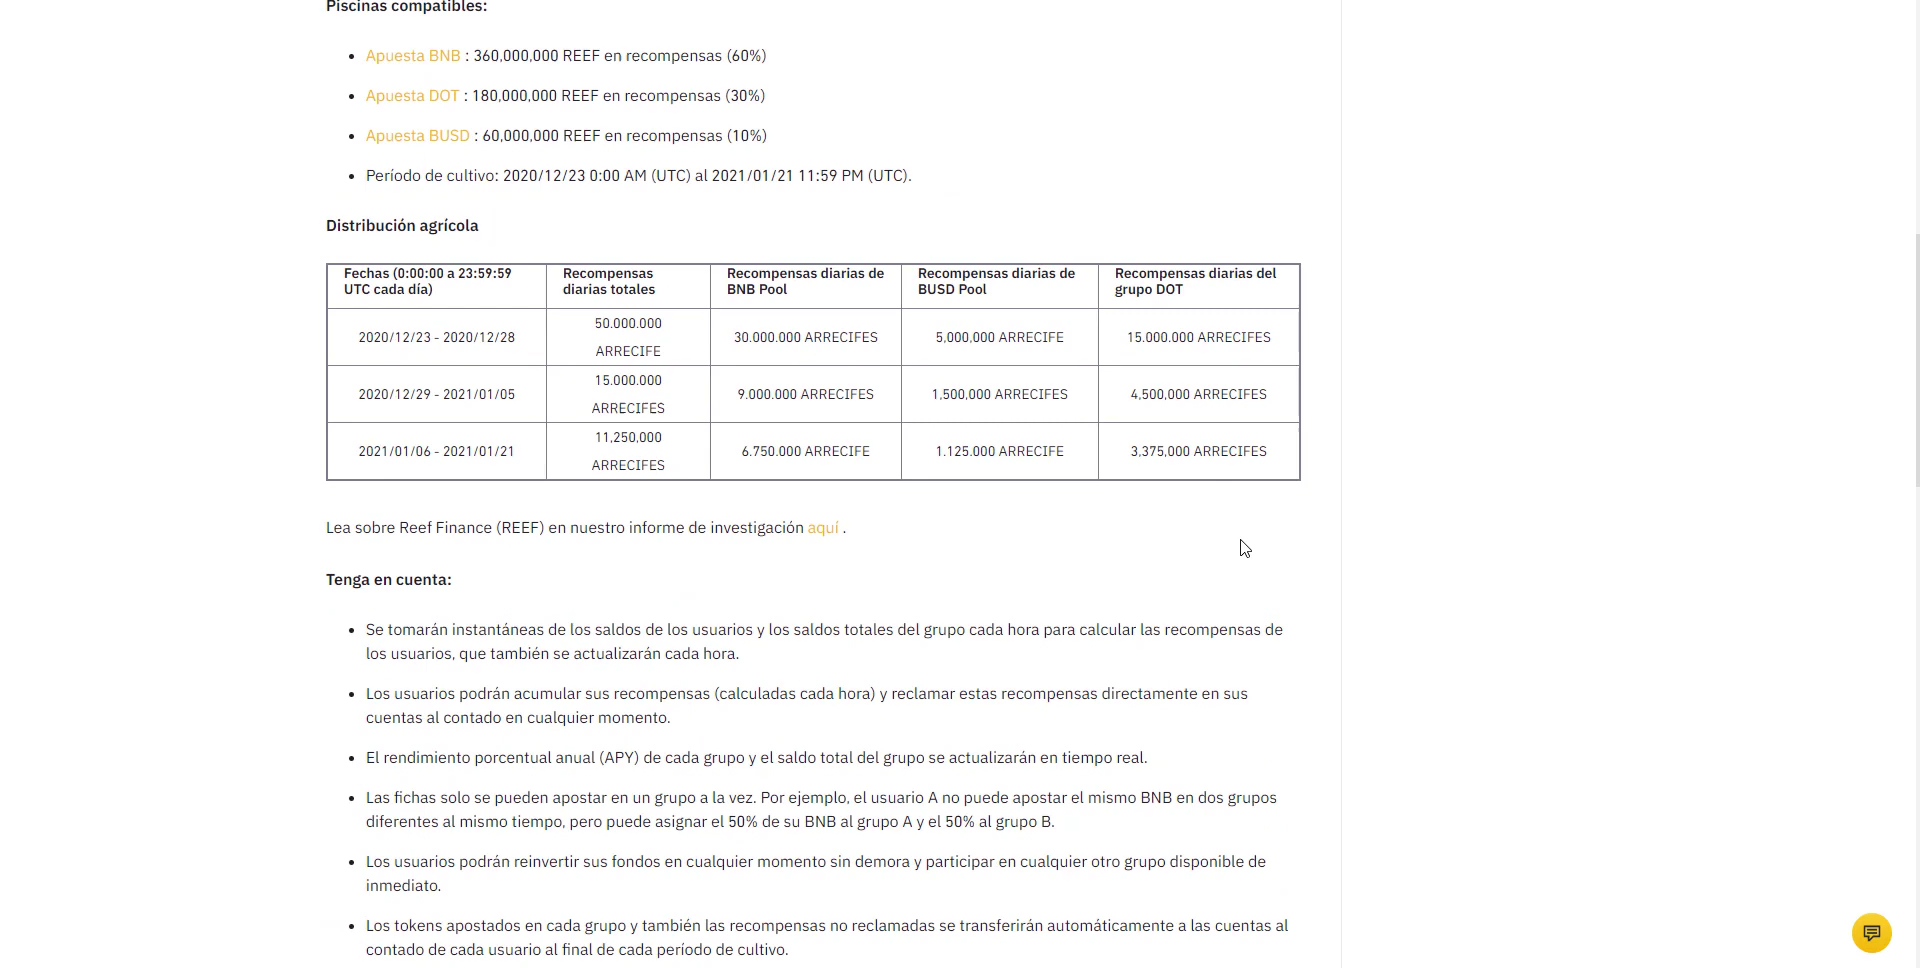 Piscinas compatibles:
Apuesta BNB : 360,000,000 REEF en recompensas (60%)
Apuesta DOT : 180,000,000 REEF en recompensas (30%)
Apuesta BUSD : 60,000,000 REEF en recompensas (10%)
Período de cultivo: 2020/12/23 0:00 AM (UTC) al 2021/01/21 11:59 PM (UTC).
Distribución agrícola
Fechas (0:00:00 a 23:59:59 UTC cada día) Recompensas diarias totales Recompensas diarias de BNB Pool Recompensas diarias de BUSD Pool Recompensas diarias del grupo DOT
2020/12/23 - 2020/12/28 50.000.000 ARRECIFE 30.000.000 ARRECIFES 5,000,000 ARRECIFE 15.000.000 ARRECIFES
2020/12/29 - 2021/01/05 15.000.000 ARRECIFES 9.000.000 ARRECIFES 1,500,000 ARRECIFES 4,500,000 ARRECIFES
2021/01/06 - 2021/01/21 11,250,000 ARRECIFES 6.750.000 ARRECIFE 1.125.000 ARRECIFE 3,375,000 ARRECIFES
Lea sobre Reef Finance (REEF) en nuestro informe de investigación aquí .
Tenga en cuenta:
Se tomarán instantáneas de los saldos de los usuarios y los saldos totales del grupo cada hora para calcular las recompensas de
los usuarios, que también se actualizarán cada hora.
Los usuarios podrán acumular sus recompensas (calculadas cada hora) y reclamar estas recompensas directamente en sus
cuentas al contado en cualquier momento.
El rendimiento porcentual anual (APY) de cada grupo y el saldo total del grupo se actualizarán en tiempo real.
Las fichas solo se pueden apostar en un grupo a la vez. Por ejemplo, el usuario A no puede apostar el mismo BNB en dos grupos
diferentes al mismo tiempo, pero puede asignar el 50% de su BNB al grupo A y el 50% al grupo B.
Los usuarios podrán reinvertir sus fondos en cualquier momento sin demora y participar en cualquier otro grupo disponible de
inmediato.
Los tokens apostados en cada grupo y también las recompensas no reclamadas se transferirán automáticamente a las cuentas al
contado de cada usuario al final de cada período de cultivo.